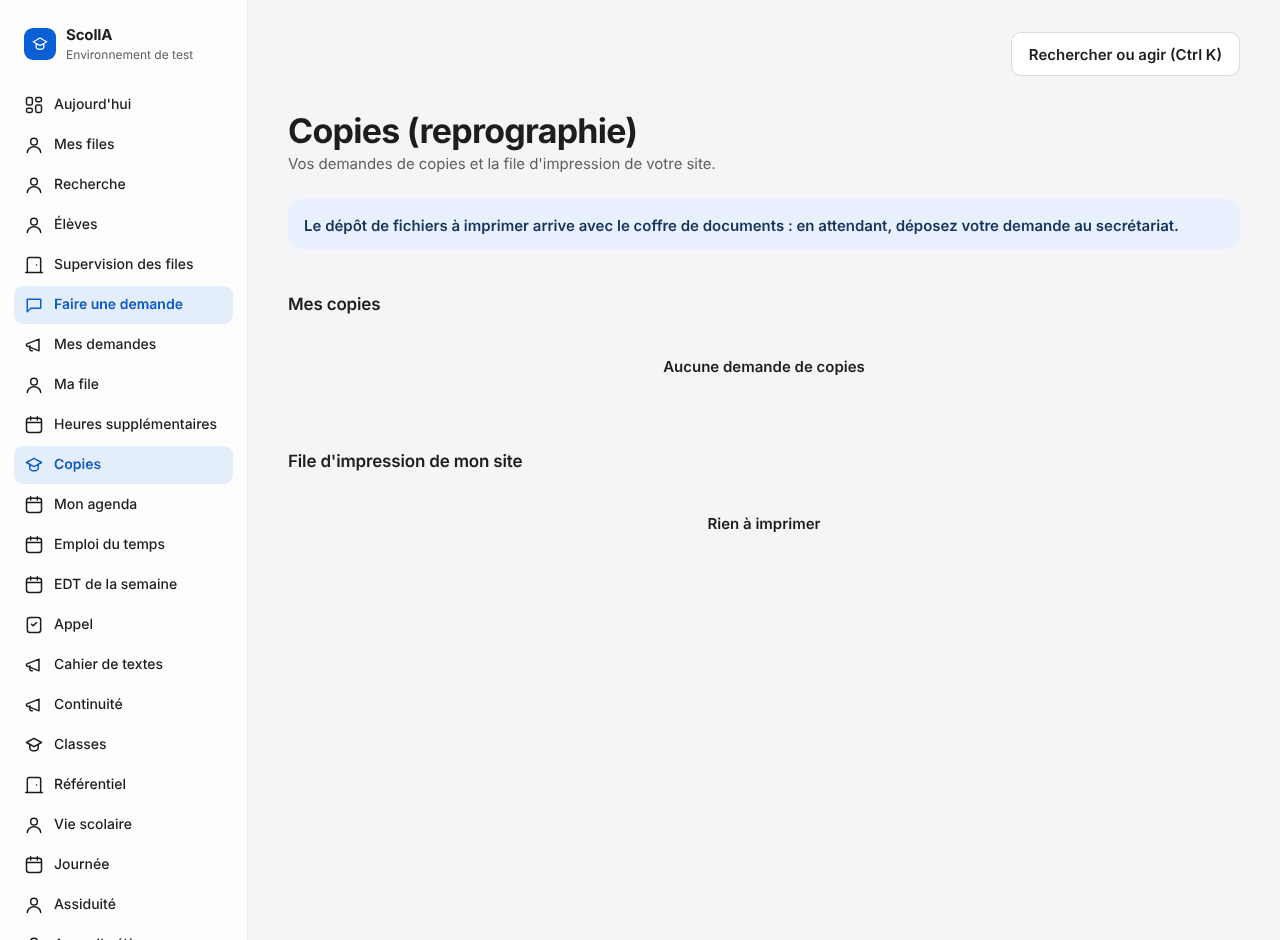 ScolIA
Environnement de test
Aujourd'hui
Mes files
Recherche
Élèves
Supervision des files
Faire une demande
Mes demandes
Ma file
Heures supplémentaires
Copies
Mon agenda
Emploi du temps
EDT de la semaine
Appel
Cahier de textes
Continuité
Classes
Référentiel
Vie scolaire
Journée
Assiduité
Rechercher ou agir (Ctrl K)
Copies (reprographie)
Vos demandes de copies et la file d'impression de votre site.
Le dépôt de fichiers à imprimer arrive avec le coffre de documents : en attendant, déposez votre demande au secrétariat.
Mes copies
Aucune demande de copies
File d'impression de mon site
Rien à imprimer